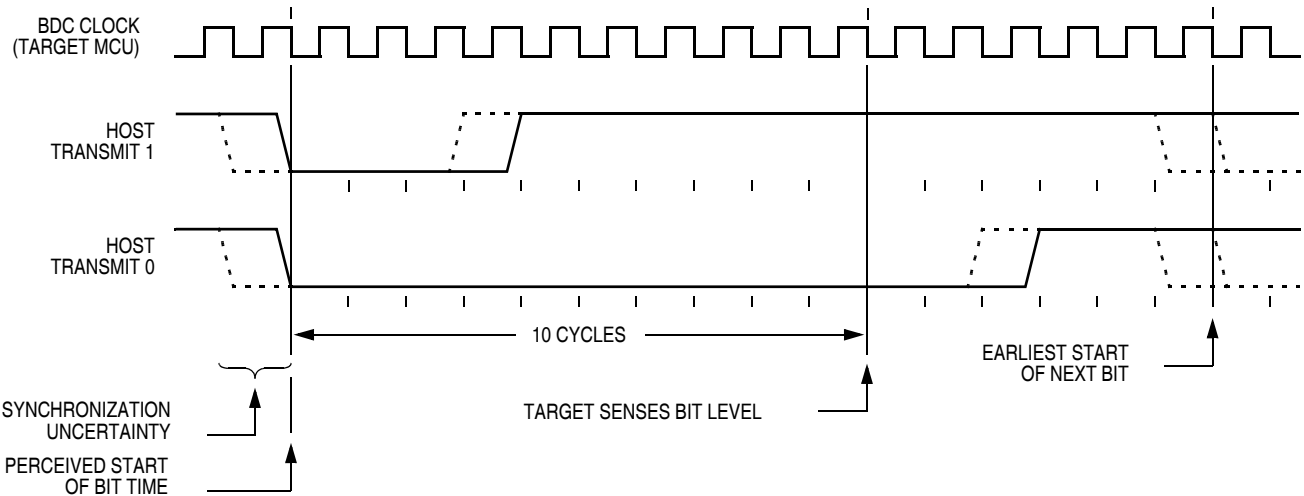 BDC CLOCK
(TARGET MCU)
HOST
TRANSMIT 1
HOST
TRANSMIT 0
10 CYCLES
EARLIEST START
OF NEXT BIT
SYNCHRONIZATION
UNCERTAINTY
TARGET SENSES BIT LEVEL
PERCEIVED START
OF BIT TIME